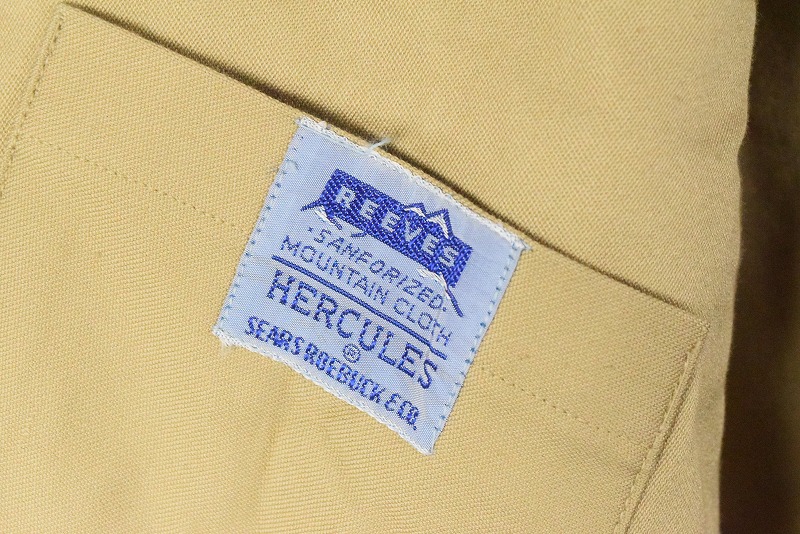 REEVES
-SANFORIZED-
MOUNTAIN CLOTH
HERCULES
®
SEARS ROEBUCK & CO.